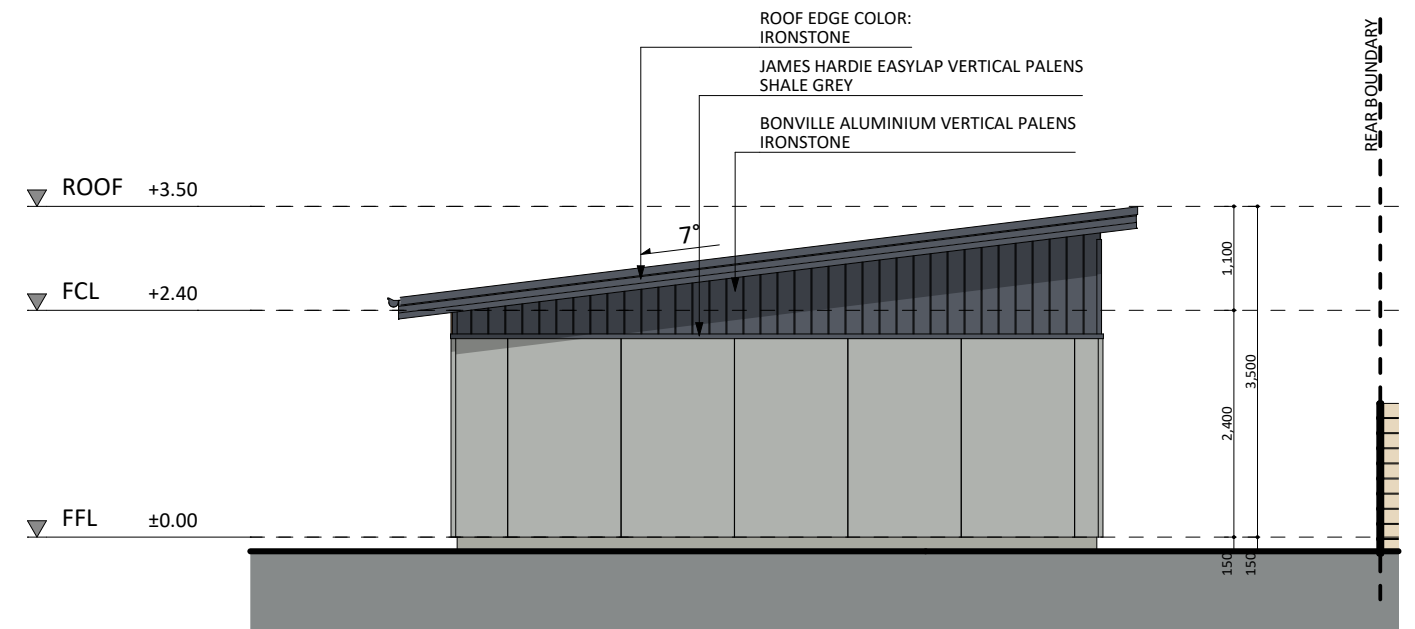 ROOF EDGE COLOR:
IRONSTONE
JAMES HARDIE EASYLAP VERTICAL PALENS
SHALE GREY
BONVILLE ALUMINIUM VERTICAL PALENS
IRONSTONE
REAR BOUNDARY
ROOF +3.50
7°
1,100
FCL +2.40
3,500
2,400
FFL ±0.00
150
150